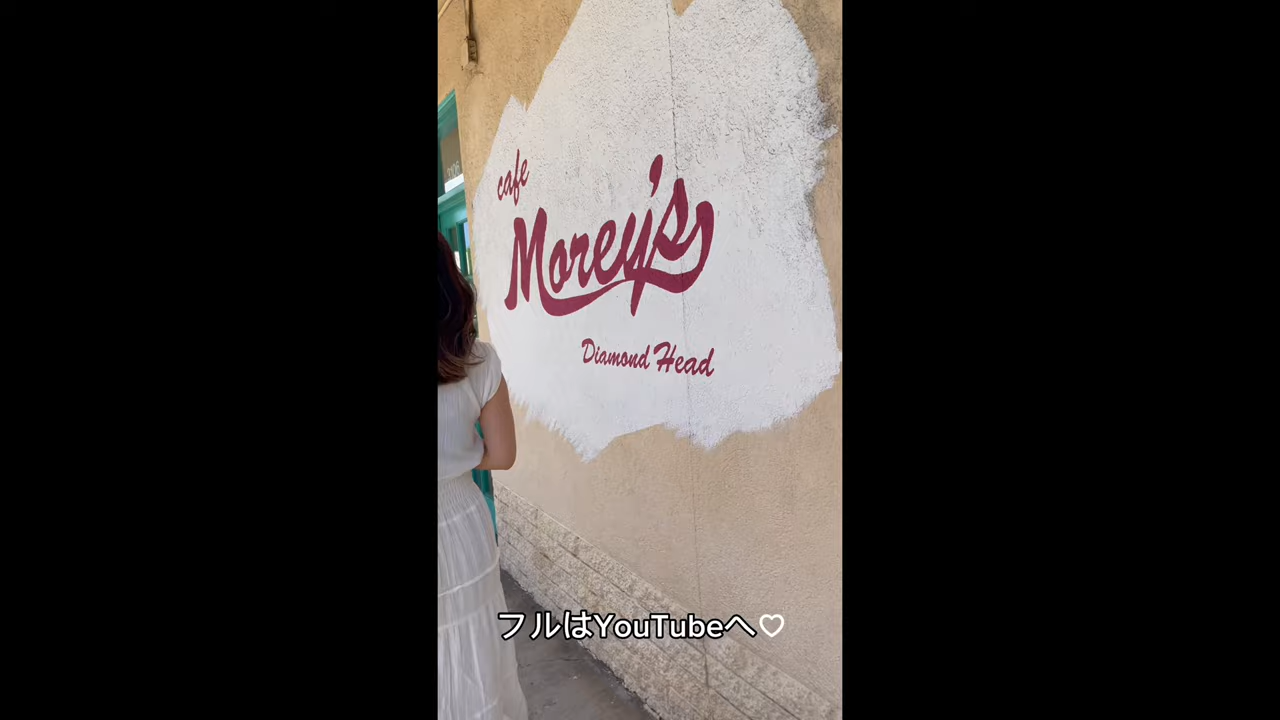 cafe
Morey's
Diamond Head
フルはYouTubeへ♡